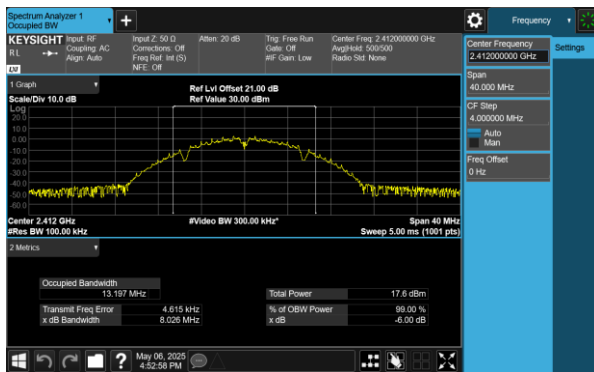 Spectrum Analyzer 1
Occupied BW
Frequency
KEYSIGHT
RL
LXI
Input: RF
Coupling: AC
Align: Auto
Input Z: 50 Ω
Corrections: Off
Freq Ref: Int (S)
NFE: Off
Atten: 20 dB
Trig: Free Run
Gate: Off
#IF Gain: Low
Center Freq: 2.412000000 GHz
Avg|Hold: 500/500
Radio Std: None
Center Frequency
2.412000000 GHz
Settings
Span
40.000 MHz
CF Step
4.000000 MHz
Auto
Man
Freq Offset
0 Hz
1 Graph
Scale/Div 10.0 dB
Ref Lvl Offset 21.00 dB
Ref Value 30.00 dBm
Log
20.0
10.0
0.00
-10.0
-20.0
-30.0
-40.0
-50.0
-60.0
Center 2.412 GHz
#Video BW 300.00 kHz*
Span 40 MHz
#Res BW 100.00 kHz
Sweep 5.00 ms (1001 pts)
2 Metrics
Occupied Bandwidth
13.197 MHz
Total Power 17.6 dBm
Transmit Freq Error 4.615 kHz
% of OBW Power 99.00 %
x dB Bandwidth 8.026 MHz
x dB -6.00 dB
?
May 06, 2025
4:52:58 PM